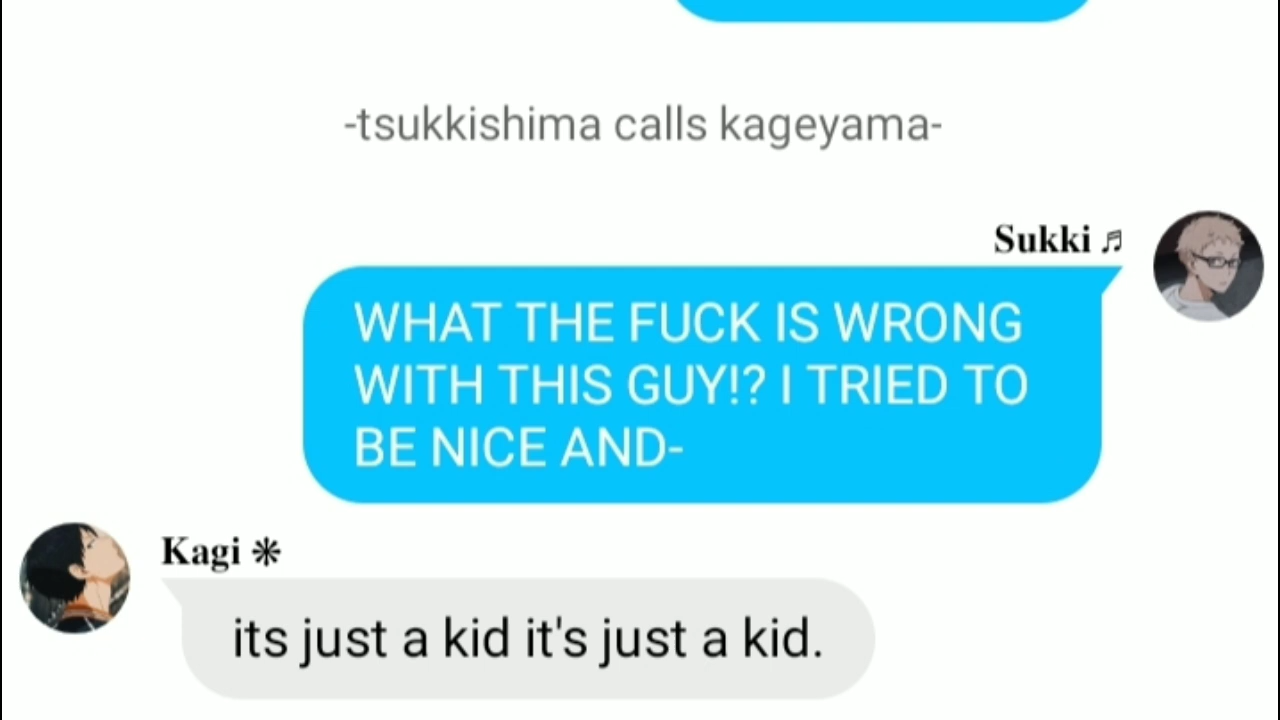 -tsukkishima calls kageyama-
Sukki ♬
WHAT THE FUCK IS WRONG
WITH THIS GUY!? I TRIED TO
BE NICE AND-
Kagi ❋
its just a kid it's just a kid.